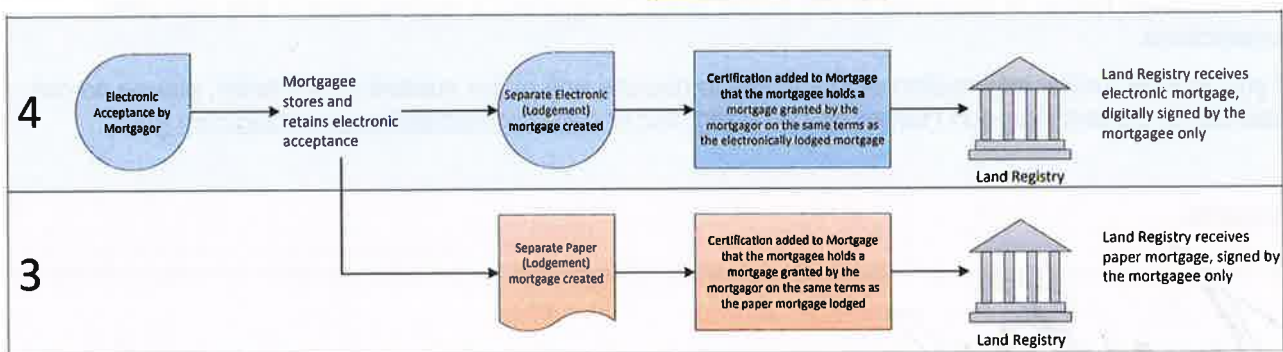 4
Electronic
Acceptance by
Mortgagor
Mortgagee
stores and
retains electronic
acceptance
Separate Electronic
(Lodgement)
mortgage created
Certification added to Mortgage
that the mortgagee holds a
mortgage granted by the
mortgagor on the same terms as
the electronically lodged mortgage
Land Registry
Land Registry receives
electronic mortgage,
digitally signed by the
mortgagee only
3
Separate Paper
(Lodgement)
mortgage created
Certification added to Mortgage
that the mortgagee holds a
mortgage granted by the
mortgagor on the same terms as
the paper mortgage lodged
Land Registry
Land Registry receives
paper mortgage, signed by
the mortgagee only